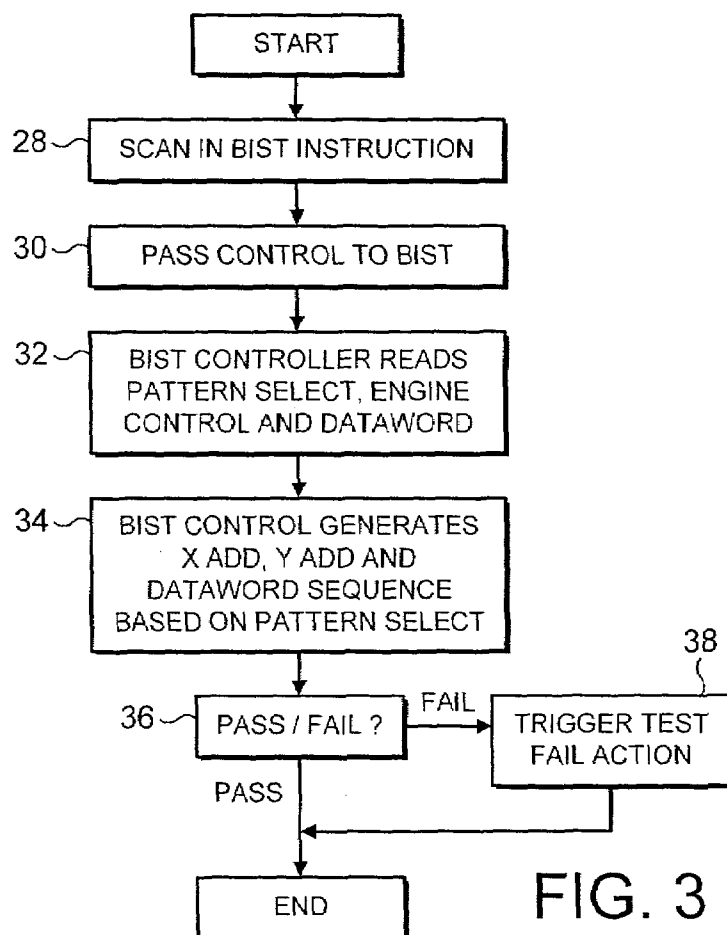 START
28
SCAN IN BIST INSTRUCTION
30
PASS CONTROL TO BIST
32
BIST CONTROLLER READS
PATTERN SELECT, ENGINE
CONTROL AND DATAWORD
34
BIST CONTROL GENERATES
X ADD, Y ADD AND
DATAWORD SEQUENCE
BASED ON PATTERN SELECT
36
PASS / FAIL ?
FAIL
38
TRIGGER TEST
FAIL ACTION
PASS
END
FIG. 3